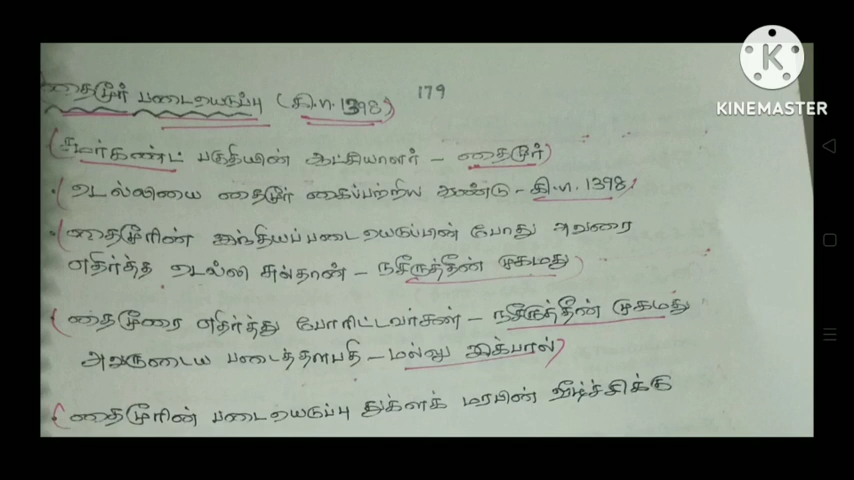 தைமூர் படையெடுப்பு (கி.பி. 1398) 179
KINEMASTER
(சமர்கண்ட் பகுதியின் ஆட்சியாளர் - தைமூர்)
(டெல்லியை தைமூர் கைப்பற்றிய ஆண்டு - கி.பி. 1398)
(தைமூரின் இந்தியப்படையெடுப்பின் போது அவரை
எதிர்த்த டெல்லி சுல்தான் - நசீருத்தீன் முகமது)
(தைமூரை எதிர்த்து போரிட்டவர்கள் - நசீருத்தீன் முகமது
அவருடைய படைத்தளபதி - மல்லு இக்பால்)
(தைமூரின் படையெடுப்பு துக்ளக் மரபின் வீழ்ச்சிக்கு